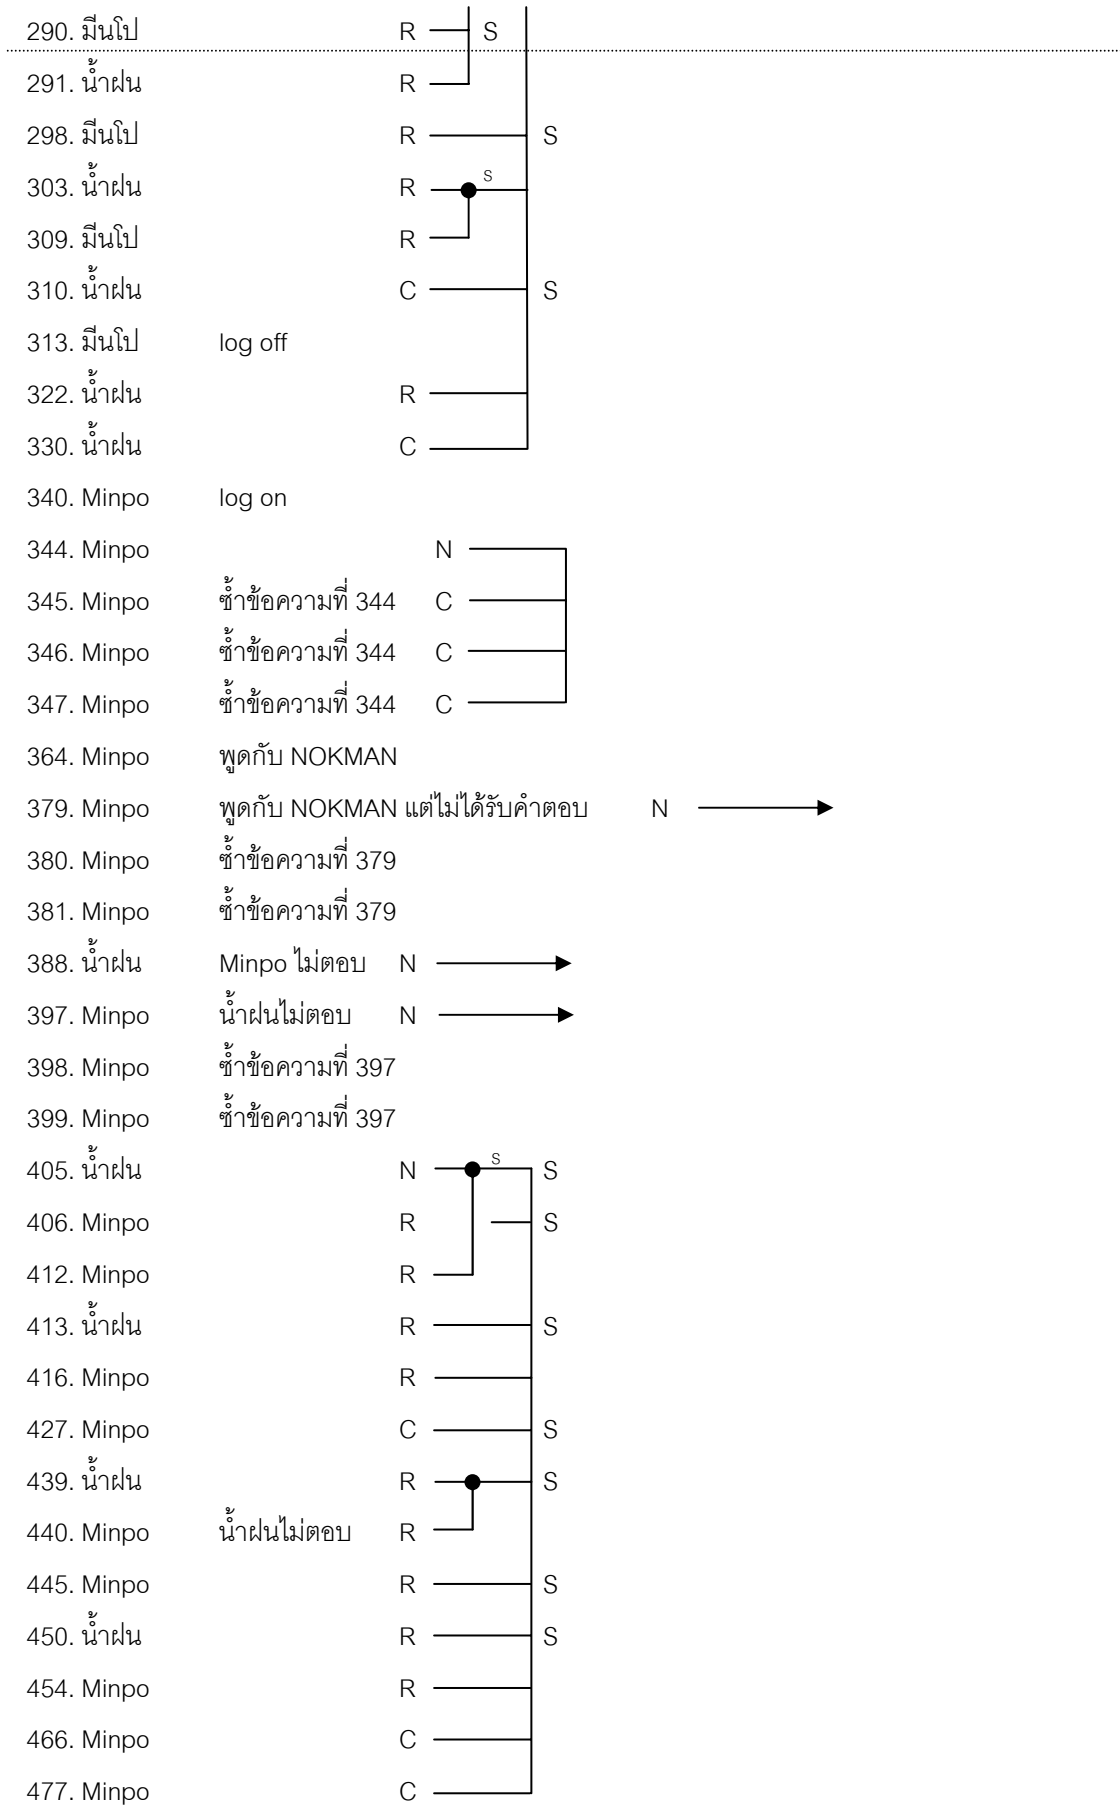 290. มีนโป R S
291. น้ำฝน R
298. มีนโป R S
303. น้ำฝน R S
309. มีนโป R
310. น้ำฝน C S
313. มีนโป log off
322. น้ำฝน R
330. น้ำฝน C
340. Minpo log on
344. Minpo N
345. Minpo ซ้ำข้อความที่ 344 C
346. Minpo ซ้ำข้อความที่ 344 C
347. Minpo ซ้ำข้อความที่ 344 C
364. Minpo พูดกับ NOKMAN
379. Minpo พูดกับ NOKMAN แต่ไม่ได้รับคำตอบ N
380. Minpo ซ้ำข้อความที่ 379
381. Minpo ซ้ำข้อความที่ 379
388. น้ำฝน Minpo ไม่ตอบ N
397. Minpo น้ำฝนไม่ตอบ N
398. Minpo ซ้ำข้อความที่ 397
399. Minpo ซ้ำข้อความที่ 397
405. น้ำฝน N S S
406. Minpo R S
412. Minpo R
413. น้ำฝน R S
416. Minpo R
427. Minpo C S
439. น้ำฝน R S
440. Minpo น้ำฝนไม่ตอบ R
445. Minpo R S
450. น้ำฝน R S
454. Minpo R
466. Minpo C
477. Minpo C